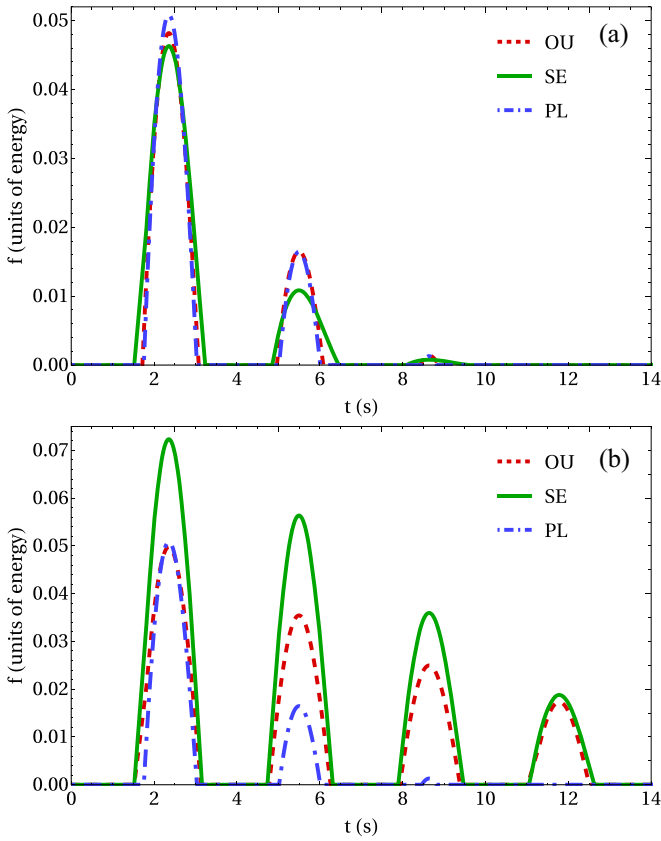 (a)
OU
SE
PL
f (units of energy)
0.05
0.04
0.03
0.02
0.01
0.00
0 2 4 6 8 10 12 14
t (s)
(b)
OU
SE
PL
f (units of energy)
0.07
0.06
0.05
0.04
0.03
0.02
0.01
0.00
0 2 4 6 8 10 12 14
t (s)